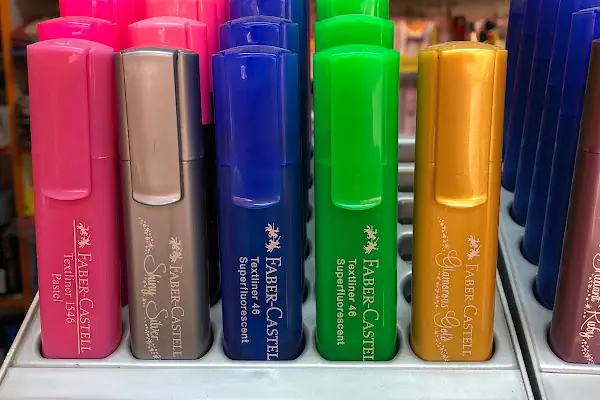 FABER-CASTELL
Textliner 1546
Pastel
FABER-CASTELL
Shiny Silver
FABER-CASTELL
Textliner 46
Superfluorescent
FABER-CASTELL
Textliner 46
Superfluorescent
FABER-CASTELL
Glamorous Gold
Ruby